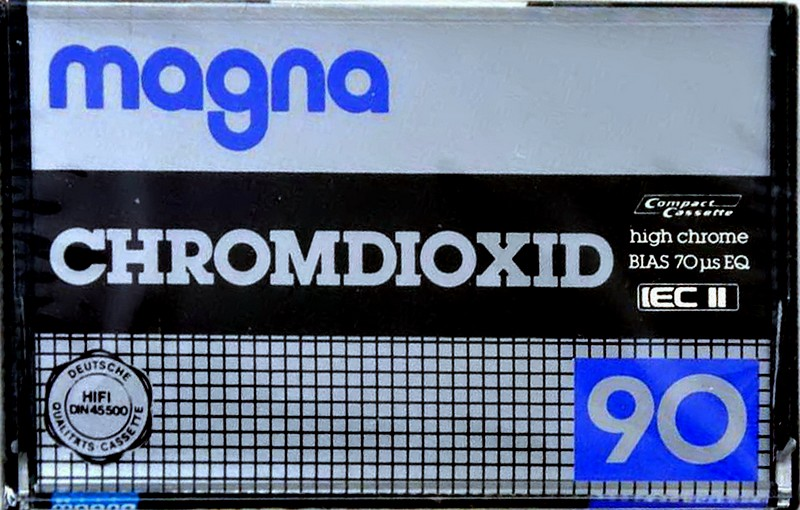 magna
Compact
Cassette
CHROMDIOXID
high chrome
BIAS 70 µs EQ
IEC II
DEUTSCHE
HIFI
DIN 45500
QUALITÄTS-CASSETTE
90
magna